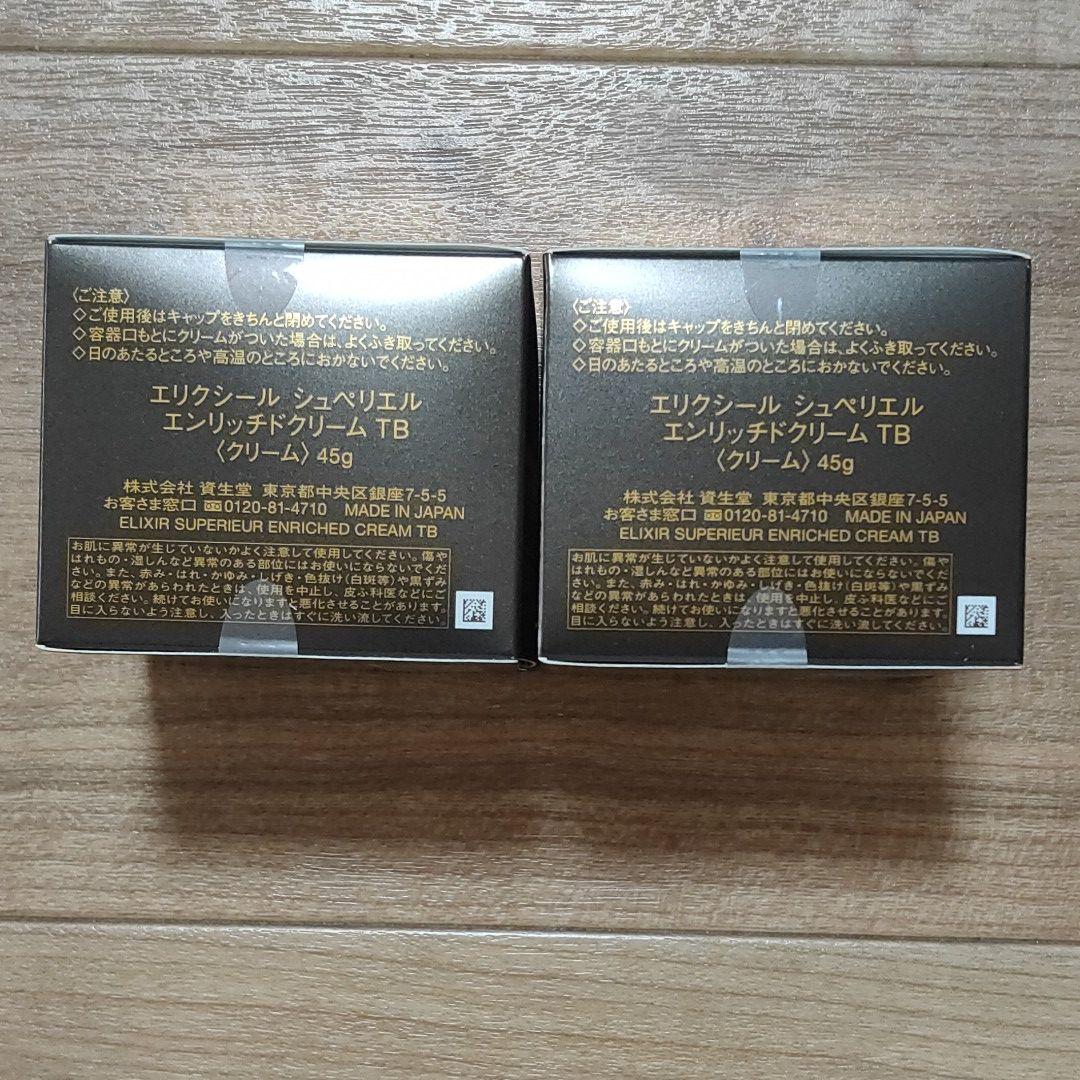 〈ご注意〉
◇ご使用後はキャップをきちんと閉めてください。
◇容器口もとにクリームがついた場合は、よくふき取ってください。
◇日のあたるところや高温のところにおかないでください。
エリクシール シュペリエル
エンリッチドクリーム TB
〈クリーム〉45g
株式会社 資生堂 東京都中央区銀座7-5-5
お客さま窓口 0120-81-4710 MADE IN JAPAN
ELIXIR SUPERIEUR ENRICHED CREAM TB
お肌に異常が生じていないかよく注意して使用してください。傷や
はれもの・湿しんなど異常のある部位にはお使いにならないでくだ
さい。また、赤み・はれ・かゆみ・しげき・色抜け(白斑等)や黒ずみ
などの異常があらわれたときは、使用を中止し、皮ふ科医などにご
相談ください。続けてお使いになりますと悪化させることがあります。
目に入らないよう注意し、入ったときはすぐに洗い流してください。
〈ご注意〉
◇ご使用後はキャップをきちんと閉めてください。
◇容器口もとにクリームがついた場合は、よくふき取ってください。
◇日のあたるところや高温のところにおかないでください。
エリクシール シュペリエル
エンリッチドクリーム TB
〈クリーム〉45g
株式会社 資生堂 東京都中央区銀座7-5-5
お客さま窓口 0120-81-4710 MADE IN JAPAN
ELIXIR SUPERIEUR ENRICHED CREAM TB
お肌に異常が生じていないかよく注意して使用してください。傷や
はれもの・湿しんなど異常のある部位にはお使いにならないでくだ
さい。また、赤み・はれ・かゆみ・しげき・色抜け(白斑等)や黒ずみ
などの異常があらわれたときは、使用を中止し、皮ふ科医などにご
相談ください。続けてお使いになりますと悪化させることがあります。
目に入らないよう注意し、入ったときはすぐに洗い流してください。